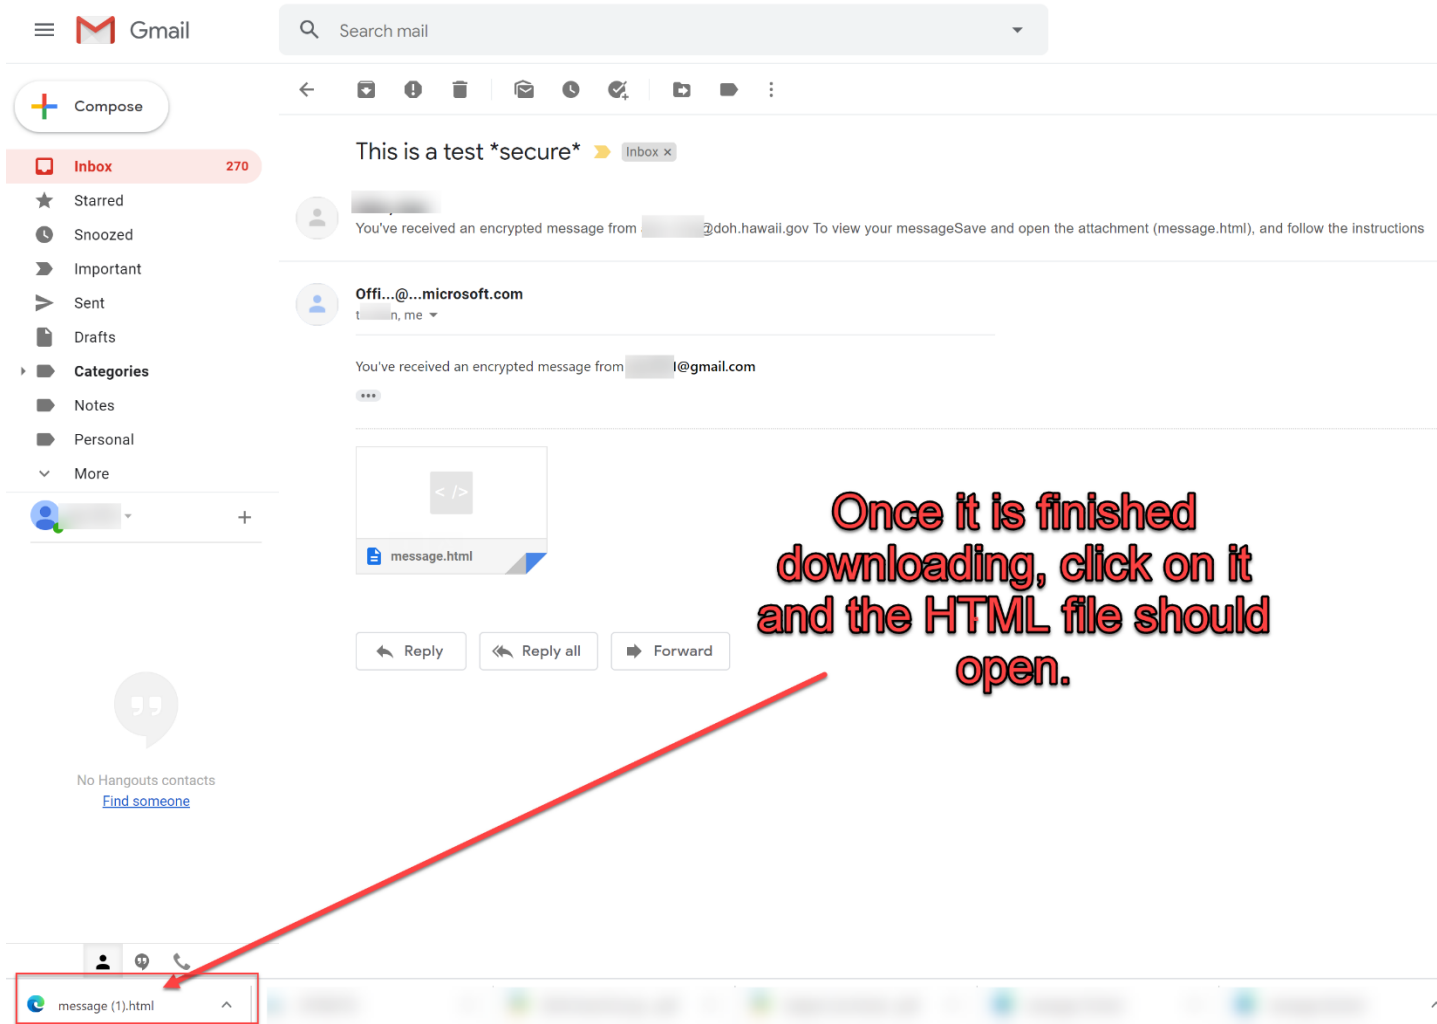 Gmail
Search mail
Compose
Inbox 270
Starred
Snoozed
Important
Sent
Drafts
Categories
Notes
Personal
More
No Hangouts contacts
Find someone
This is a test *secure* Inbox ×
You've received an encrypted message from @doh.hawaii.gov To view your messageSave and open the attachment (message.html), and follow the instructions
Offi...@...microsoft.com
t n, me
You've received an encrypted message from l@gmail.com
•••
</>
message.html
Reply Reply all Forward
Once it is finished
downloading, click on it
and the HTML file should
open.
message (1).html